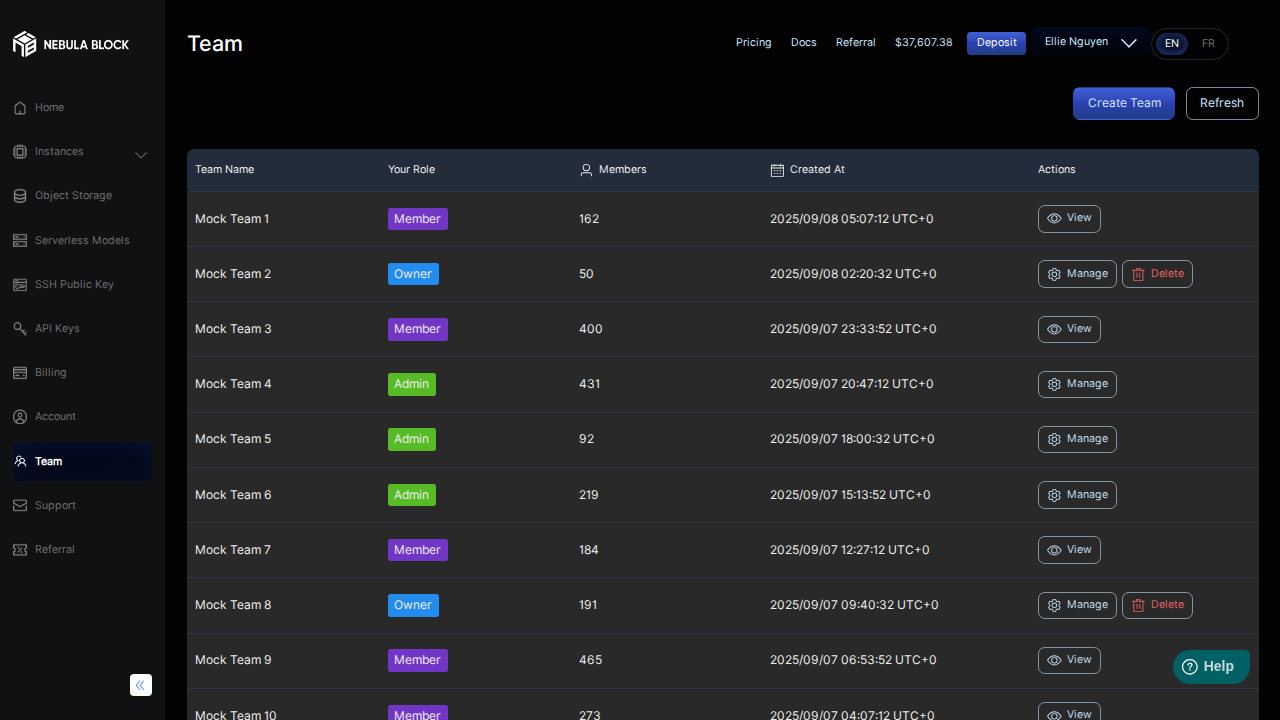 NEBULA BLOCK
Home
Instances
Object Storage
Serverless Models
SSH Public Key
API Keys
Billing
Account
Team
Support
Referral
Team
Pricing Docs Referral $37,607.38 Deposit Ellie Nguyen EN FR
Create Team Refresh
Team Name Your Role Members Created At Actions
Mock Team 1 Member 162 2025/09/08 05:07:12 UTC+0 View
Mock Team 2 Owner 50 2025/09/08 02:20:32 UTC+0 Manage Delete
Mock Team 3 Member 400 2025/09/07 23:33:52 UTC+0 View
Mock Team 4 Admin 431 2025/09/07 20:47:12 UTC+0 Manage
Mock Team 5 Admin 92 2025/09/07 18:00:32 UTC+0 Manage
Mock Team 6 Admin 219 2025/09/07 15:13:52 UTC+0 Manage
Mock Team 7 Member 184 2025/09/07 12:27:12 UTC+0 View
Mock Team 8 Owner 191 2025/09/07 09:40:32 UTC+0 Manage Delete
Mock Team 9 Member 465 2025/09/07 06:53:52 UTC+0 View
Mock Team 10 Member 273 2025/09/07 04:07:12 UTC+0 View
Help